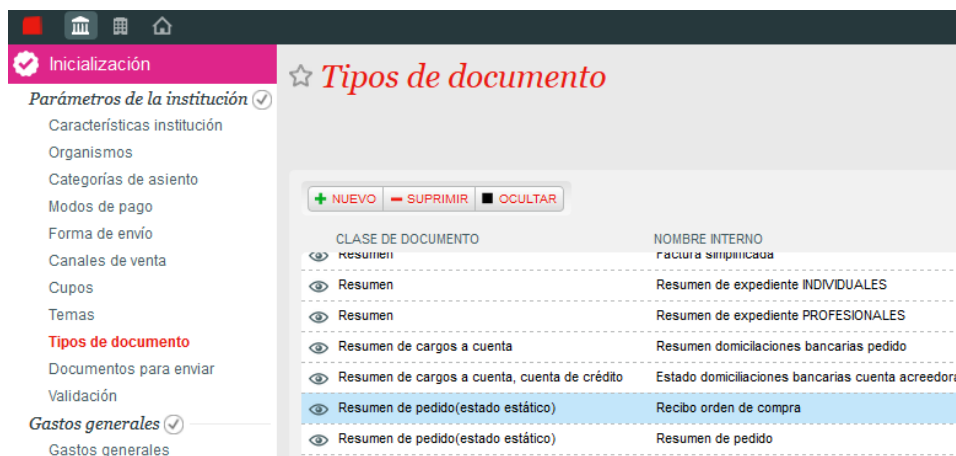 Inicialización
Parámetros de la institución
Características institución
Organismos
Categorías de asiento
Modos de pago
Forma de envío
Canales de venta
Cupos
Temas
Tipos de documento
Documentos para enviar
Validación
Gastos generales
Gastos generales
Tipos de documento
NUEVO SUPRIMIR OCULTAR
CLASE DE DOCUMENTO NOMBRE INTERNO
Resumen Factura simplificada
Resumen Resumen de expediente INDIVIDUALES
Resumen Resumen de expediente PROFESIONALES
Resumen de cargos a cuenta Resumen domicilaciones bancarias pedido
Resumen de cargos a cuenta, cuenta de crédito Estado domiciliaciones bancarias cuenta acreedora
Resumen de pedido(estado estático) Recibo orden de compra
Resumen de pedido(estado estático) Resumen de pedido